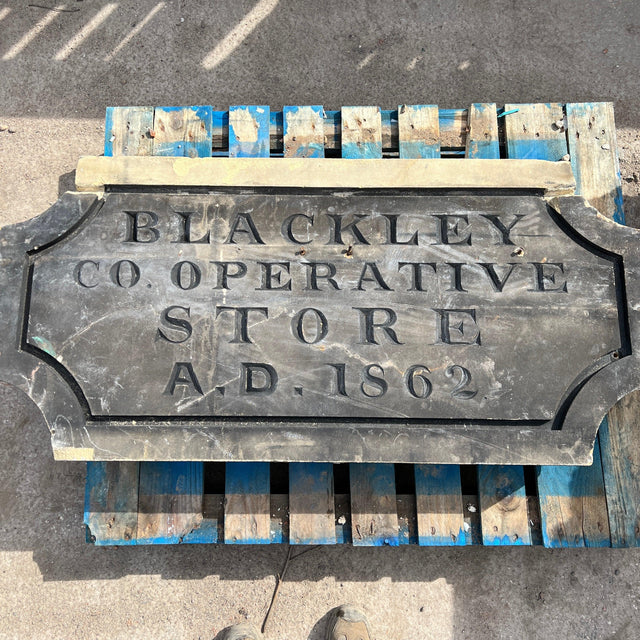 BLACKLEY
CO. OPERATIVE
STORE
A.D. 1862.